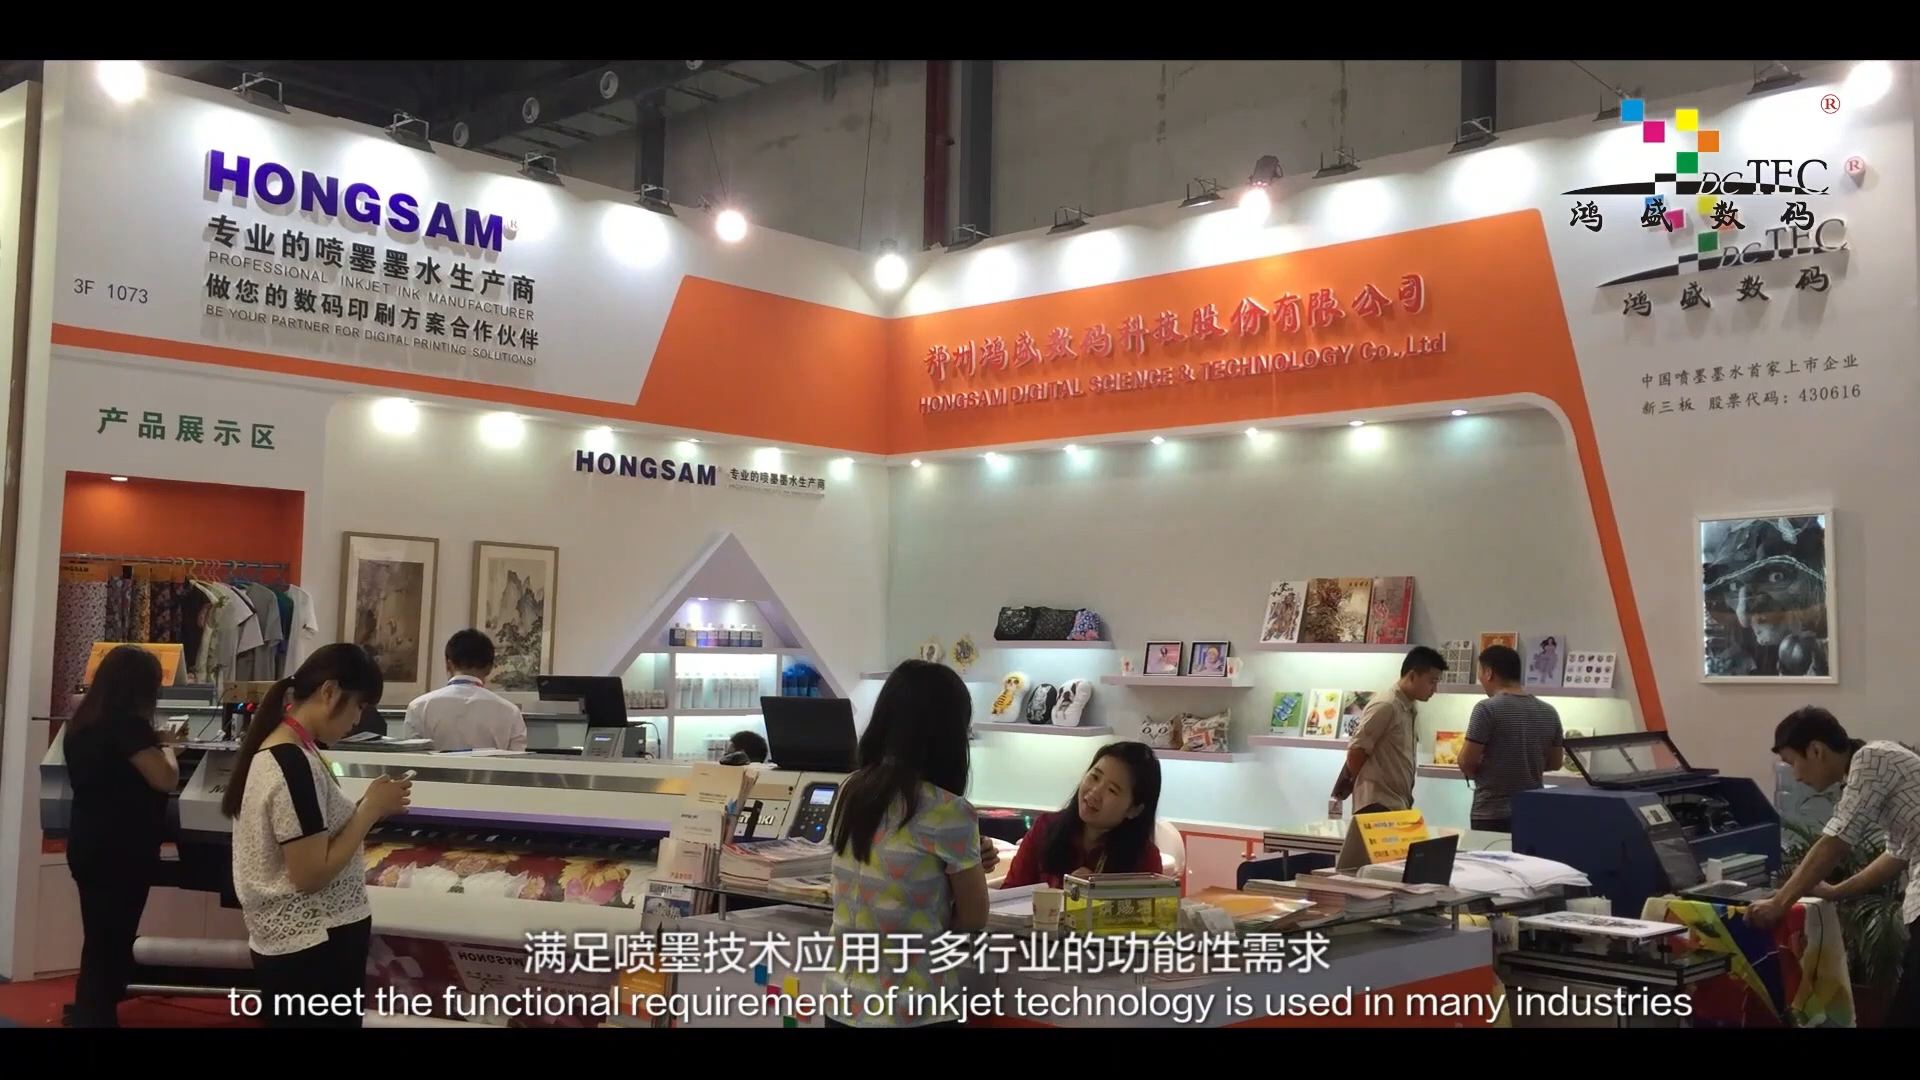 HONGSAM®
专业的喷墨墨水生产商
PROFESSIONAL INKJET INK MANUFACTURER
做您的数码印刷方案合作伙伴
BE YOUR PARTNER FOR DIGITAL PRINTING SOLUTIONS!
3F 1073
郑州鸿盛数码科技股份有限公司
HONGSAM DIGITAL SCIENCE & TECHNOLOGY Co.,Ltd
®
DCTEC
鸿盛数码
®
DCTEC
鸿盛数码
中国喷墨墨水首家上市企业
新三板 股票代码: 430616
产品展示区
HONGSAM
专业的喷墨墨水生产商
HONGSAM
满足喷墨技术应用于多行业的功能性需求
to meet the functional requirement of inkjet technology is used in many industries